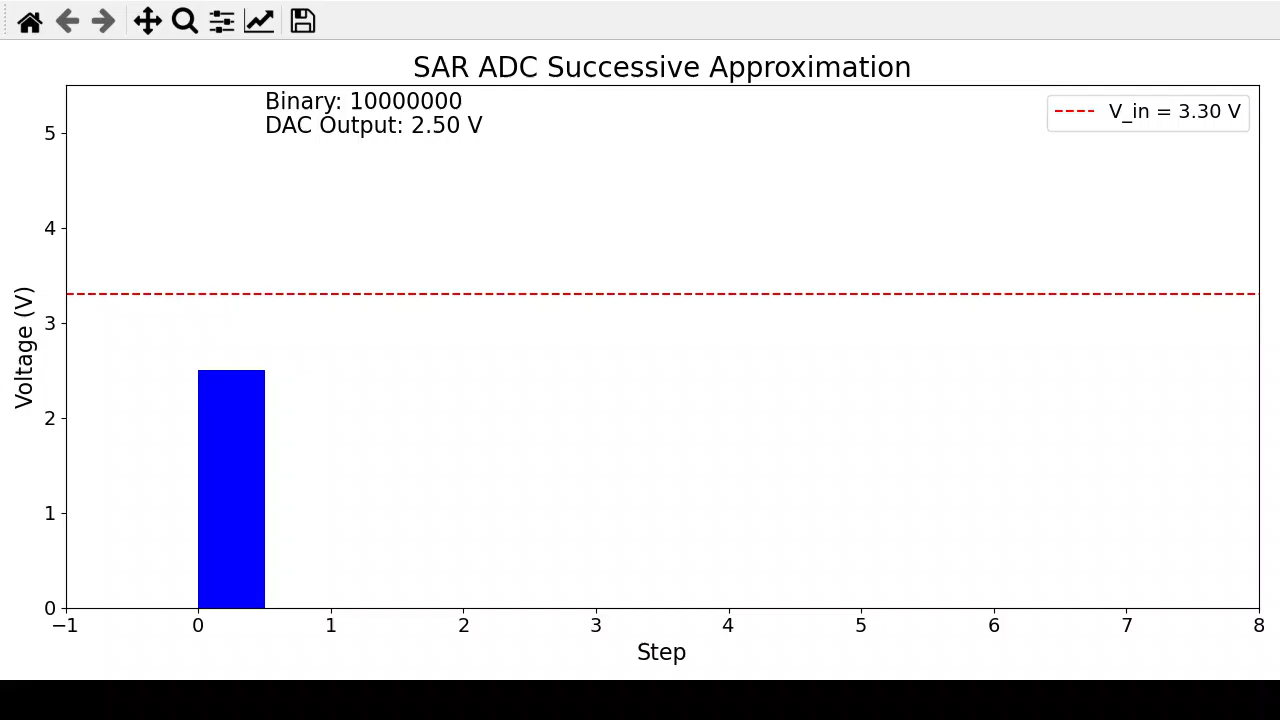 SAR ADC Successive Approximation
Binary: 10000000
DAC Output: 2.50 V
V_in = 3.30 V
5
4
3
2
1
0
Voltage (V)
−1 0 1 2 3 4 5 6 7 8
Step